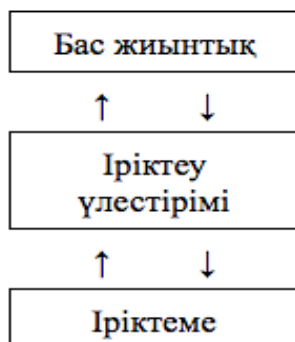 Бас жиынтық
↑ ↓
Іріктеу
үлестірімі
↑ ↓
Іріктеме